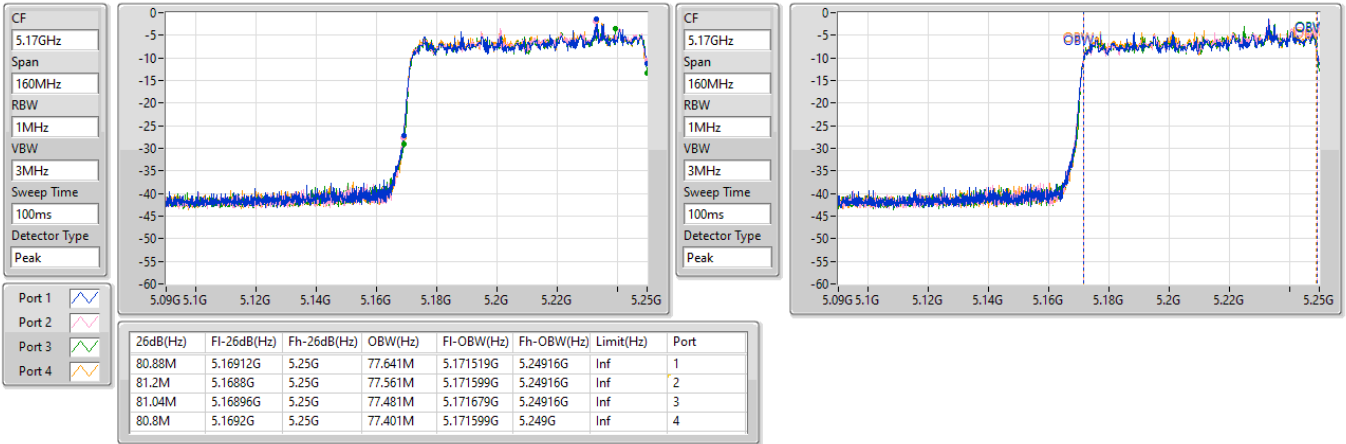 CF
5.17GHz
Span
160MHz
RBW
1MHz
VBW
3MHz
Sweep Time
100ms
Detector Type
Peak
Port 1
Port 2
Port 3
Port 4
0
-5
-10
-15
-20
-25
-30
-35
-40
-45
-50
-55
-60
5.09G 5.1G 5.12G 5.14G 5.16G 5.18G 5.2G 5.22G 5.25G
CF
5.17GHz
Span
160MHz
RBW
1MHz
VBW
3MHz
Sweep Time
100ms
Detector Type
Peak
0
-5
-10
-15
-20
-25
-30
-35
-40
-45
-50
-55
-60
OBW
OBW
5.09G 5.1G 5.12G 5.14G 5.16G 5.18G 5.2G 5.22G 5.25G
26dB(Hz) Fl-26dB(Hz) Fh-26dB(Hz) OBW(Hz) Fl-OBW(Hz) Fh-OBW(Hz) Limit(Hz) Port
80.88M 5.16912G 5.25G 77.641M 5.171519G 5.24916G Inf 1
81.2M 5.1688G 5.25G 77.561M 5.171599G 5.24916G Inf 2
81.04M 5.16896G 5.25G 77.481M 5.171679G 5.24916G Inf 3
80.8M 5.1692G 5.25G 77.401M 5.171599G 5.249G Inf 4